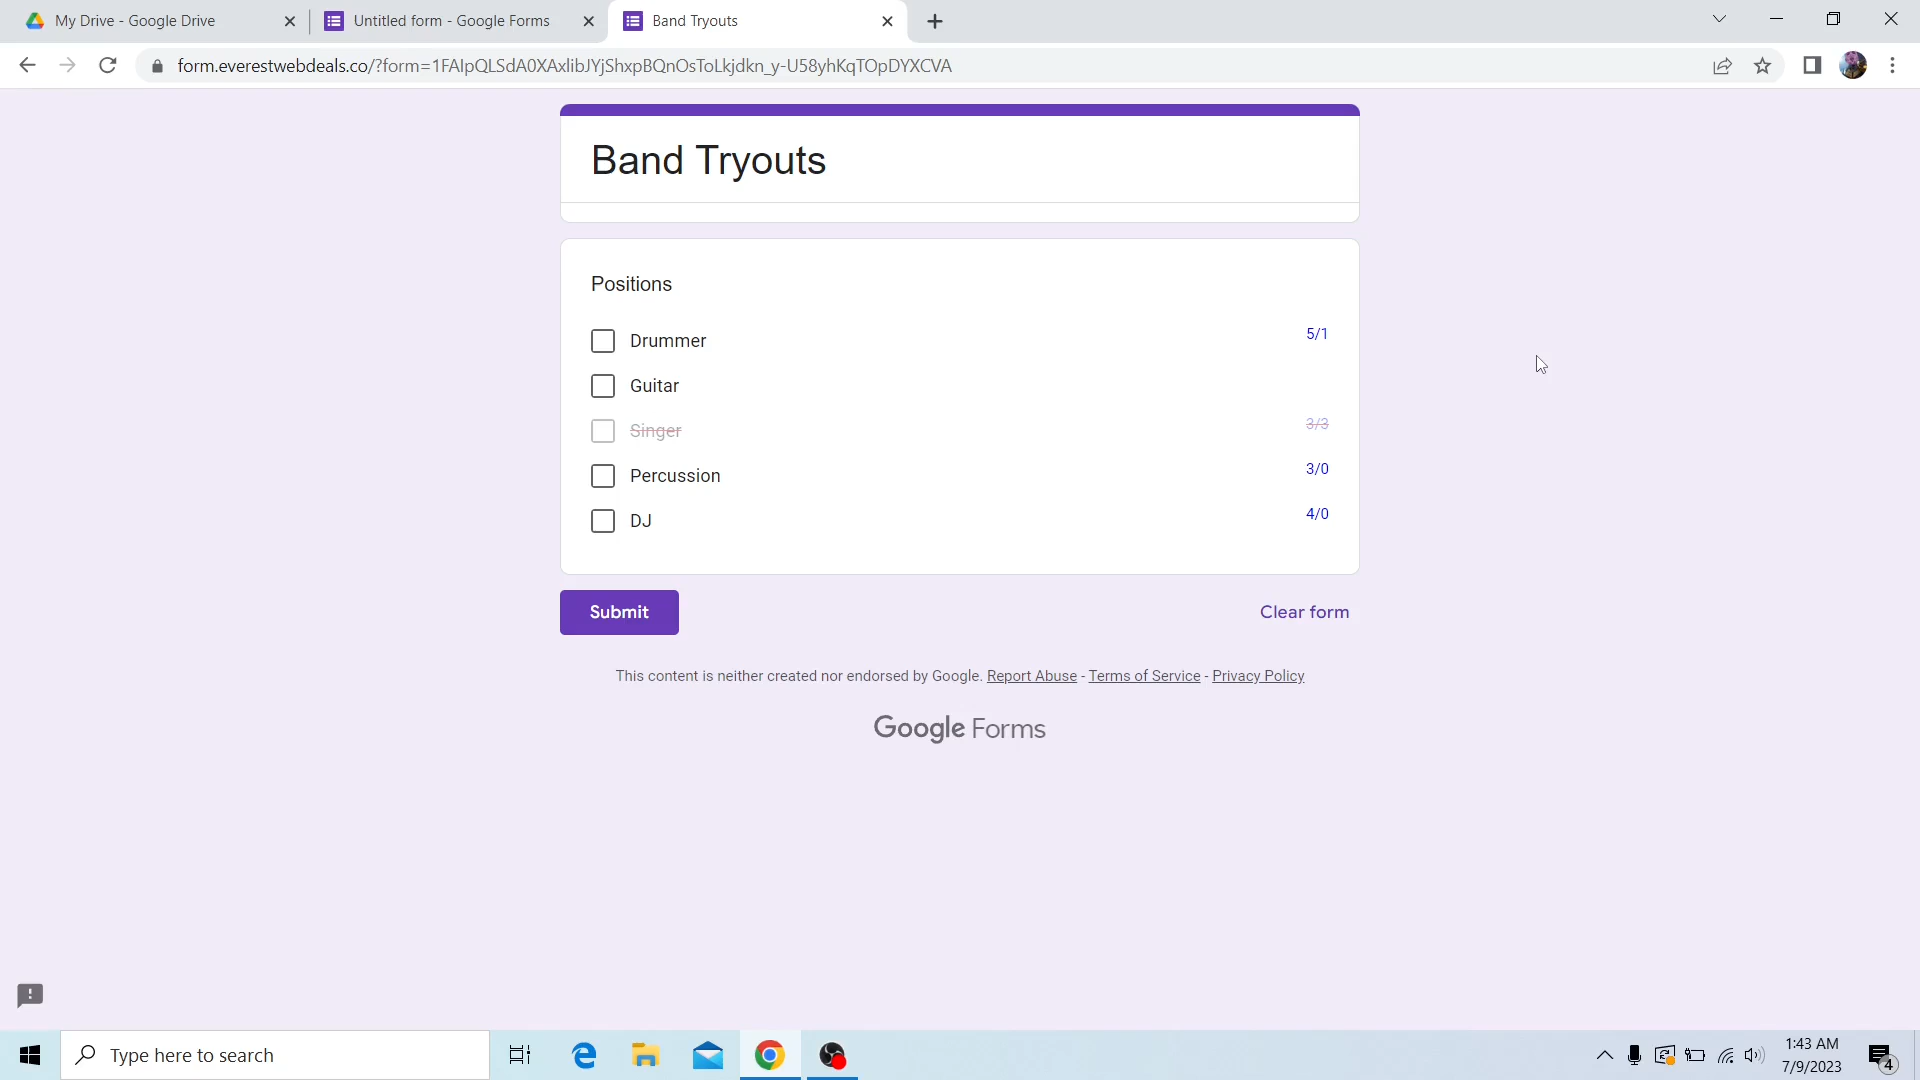 My Drive - Google Drive
Untitled form - Google Forms
Band Tryouts
form.everestwebdeals.co/?form=1FAIpQLSdA0XAxlibJYjShxpBQnOsToLkjdkn_y-U58yhKqTOpDYXCVA
Band Tryouts
Positions
Drummer 5/1
Guitar
Singer 3/3
Percussion 3/0
DJ 4/0
Submit
Clear form
This content is neither created nor endorsed by Google. Report Abuse - Terms of Service - Privacy Policy
Google Forms
Type here to search
1:43 AM
7/9/2023
4